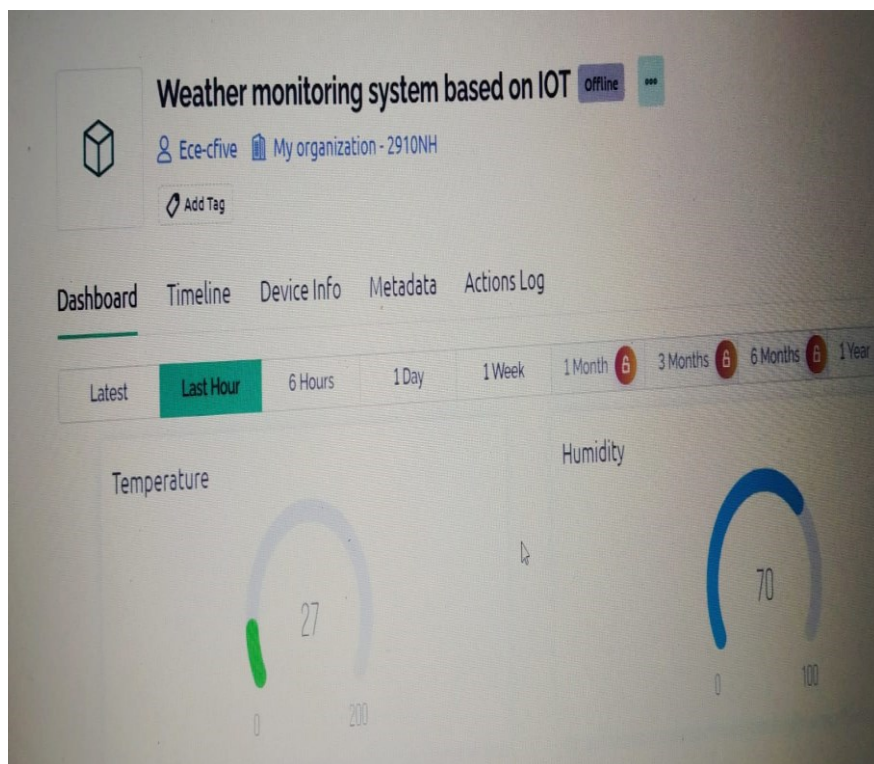 Weather monitoring system based on IOT Offline
Ece-cfive My organization - 2910NH
Add Tag
Dashboard Timeline Device Info Metadata Actions Log
Latest Last Hour 6 Hours 1 Day 1 Week 1 Month 3 Months 6 Months 1 Year
Temperature Humidity
27 70
0 200 0 100